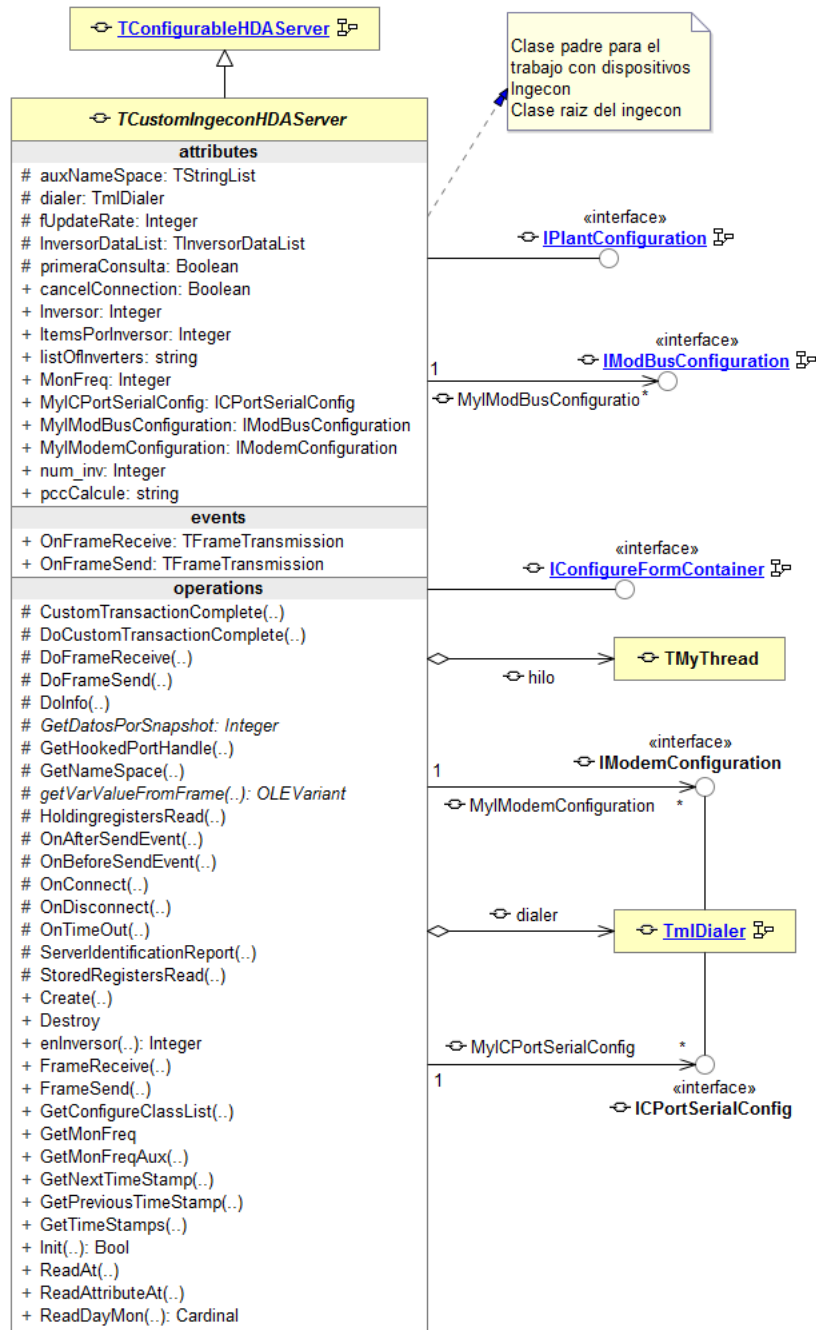 TConfigurableHDAServer
Clase padre para el
trabajo con dispositivos
Ingecon
Clase raiz del ingecon
TCustomIngeconHDAServer
attributes
# auxNameSpace: TStringList
# dialer: TmlDialer
# fUpdateRate: Integer
# InversorDataList: TInversorDataList
# primeraConsulta: Boolean
+ cancelConnection: Boolean
+ Inversor: Integer
+ ItemsPorInversor: Integer
+ listOfInverters: string
+ MonFreq: Integer
+ MyICPortSerialConfig: ICPortSerialConfig
+ MyIModBusConfiguration: IModBusConfiguration
+ MyIModemConfiguration: IModemConfiguration
+ num_inv: Integer
+ pccCalcule: string
events
+ OnFrameReceive: TFrameTransmission
+ OnFrameSend: TFrameTransmission
operations
# CustomTransactionComplete(..)
# DoCustomTransactionComplete(..)
# DoFrameReceive(..)
# DoFrameSend(..)
# DoInfo(..)
# GetDatosPorSnapshot: Integer
# GetHookedPortHandle(..)
# GetNameSpace(..)
# getVarValueFromFrame(..): OLEVariant
# HoldingregistersRead(..)
# OnAfterSendEvent(..)
# OnBeforeSendEvent(..)
# OnConnect(..)
# OnDisconnect(..)
# OnTimeOut(..)
# ServerIdentificationReport(..)
# StoredRegistersRead(..)
+ Create(..)
+ Destroy
+ enInversor(..): Integer
+ FrameReceive(..)
+ FrameSend(..)
+ GetConfigureClassList(..)
+ GetMonFreq
+ GetMonFreqAux(..)
+ GetNextTimeStamp(..)
+ GetPreviousTimeStamp(..)
+ GetTimeStamps(..)
+ Init(..): Bool
+ ReadAt(..)
+ ReadAttributeAt(..)
+ ReadDayMon(..): Cardinal
«interface»
IPlantConfiguration
«interface»
IModBusConfiguration
1
MyIModBusConfiguratio*
«interface»
IConfigureFormContainer
TMyThread
hilo
«interface»
IModemConfiguration
1
MyIModemConfiguration *
dialer
TmlDialer
MyICPortSerialConfig *
1
«interface»
ICPortSerialConfig